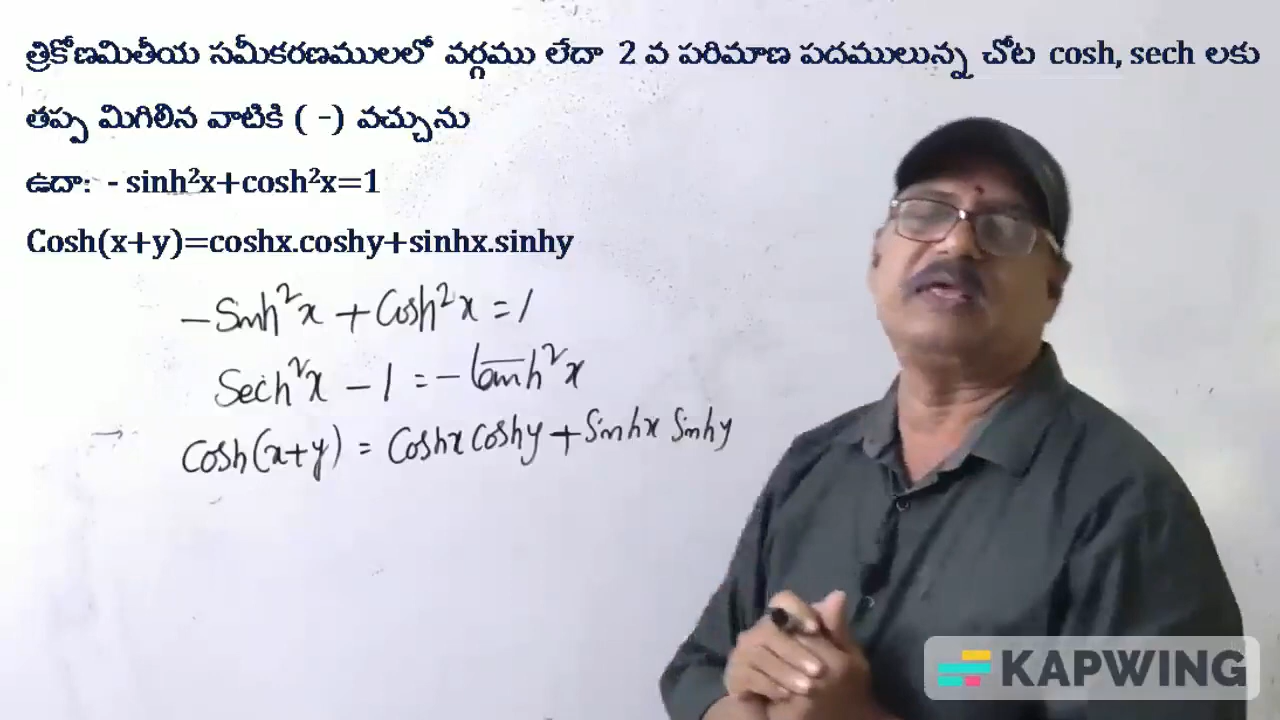 త్రికోణమితీయ సమీకరణములలో వర్గము లేదా 2 వ పరిమాణ పదములున్న చోట cosh, sech లకు
తప్ప మిగిలిన వాటికి ( -) వచ్చును
ఉదా: - sinh²x+cosh²x=1
Cosh(x+y)=coshx.coshy+sinhx.sinhy
-Sinh²x + Cosh²x = 1
Sech²x - 1 = - tanh²x
→ Cosh(x+y) = Coshx Coshy + Sinhx Sinhy
KAPWING